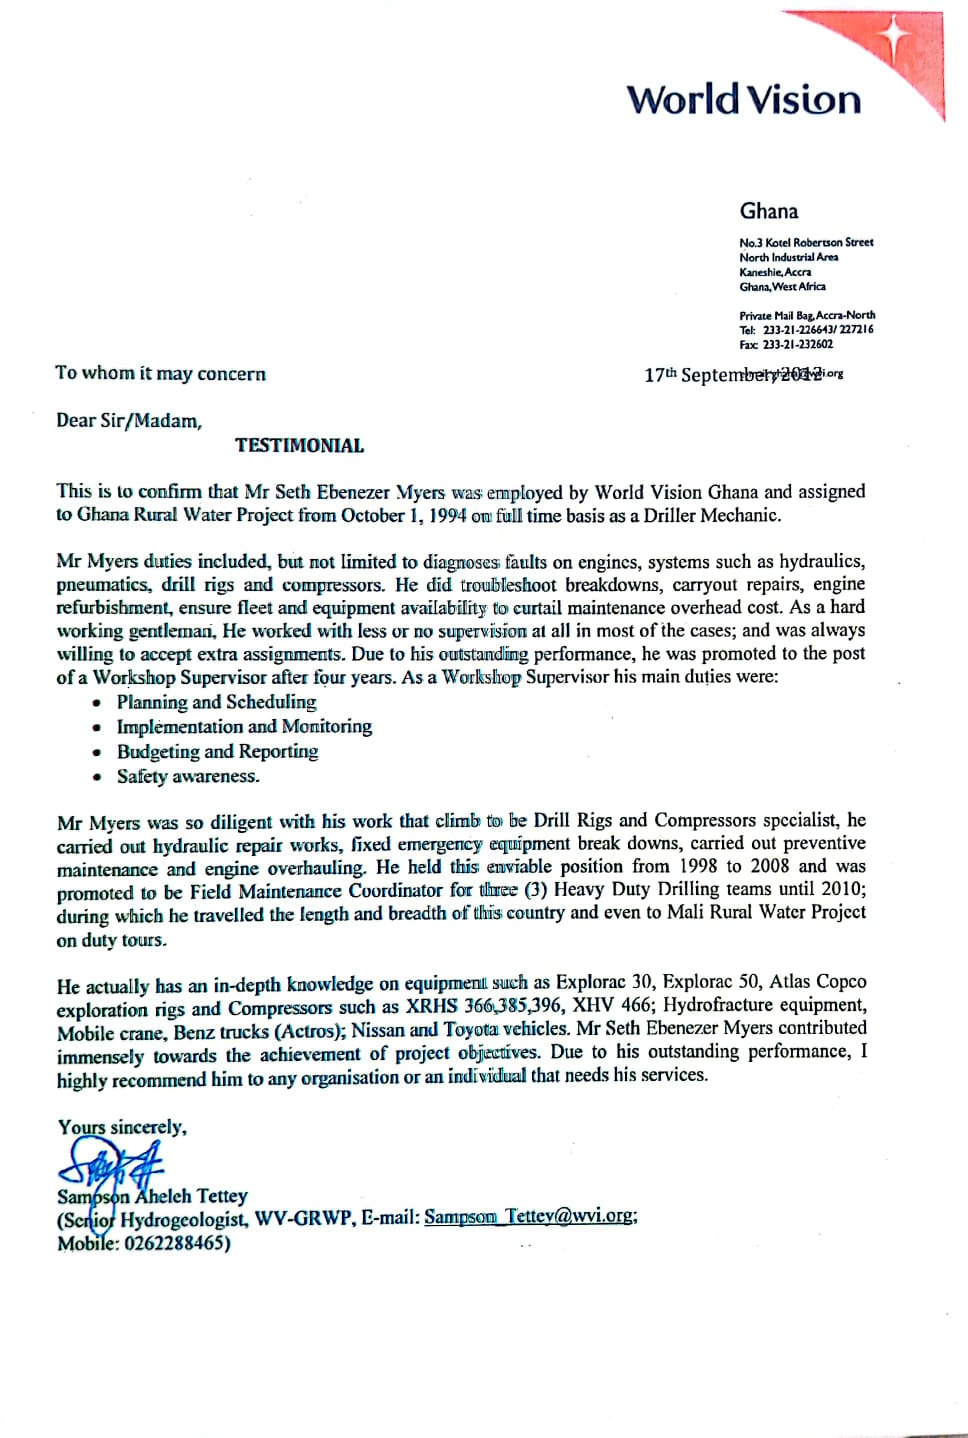 World Vision
Ghana
No.3 Kotei Robertson Street
North Industrial Area
Kaneshie, Accra
Ghana, West Africa
Private Mail Bag, Accra-North
Tel: 233-21-226643/ 227216
Fax: 233-21-232602
To whom it may concern
17th September, 2012
Dear Sir/Madam,
TESTIMONIAL
This is to confirm that Mr Seth Ebenezer Myers was employed by World Vision Ghana and assigned
to Ghana Rural Water Project from October 1, 1994 on full time basis as a Driller Mechanic.
Mr Myers duties included, but not limited to diagnoses faults on engines, systems such as hydraulics,
pneumatics, drill rigs and compressors. He did troubleshoot breakdowns, carryout repairs, engine
refurbishment, ensure fleet and equipment availability to curtail maintenance overhead cost. As a hard
working gentleman, He worked with less or no supervision at all in most of the cases; and was always
willing to accept extra assignments. Due to his outstanding performance, he was promoted to the post
of a Workshop Supervisor after four years. As a Workshop Supervisor his main duties were:
• Planning and Scheduling
• Implementation and Monitoring
• Budgeting and Reporting
• Safety awareness.
Mr Myers was so diligent with his work that climb to be Drill Rigs and Compressors specialist, he
carried out hydraulic repair works, fixed emergency equipment break downs, carried out preventive
maintenance and engine overhauling. He held this enviable position from 1998 to 2008 and was
promoted to be Field Maintenance Coordinator for three (3) Heavy Duty Drilling teams until 2010;
during which he travelled the length and breadth of this country and even to Mali Rural Water Project
on duty tours.
He actually has an in-depth knowledge on equipment such as Explorac 30, Explorac 50, Atlas Copco
exploration rigs and Compressors such as XRHS 366,385,396, XHV 466; Hydrofracture equipment,
Mobile crane, Benz trucks (Actros); Nissan and Toyota vehicles. Mr Seth Ebenezer Myers contributed
immensely towards the achievement of project objectives. Due to his outstanding performance, I
highly recommend him to any organisation or an individual that needs his services.
Yours sincerely,
Sampson Ahelch Tettey
(Senior Hydrogeologist, WV-GRWP, E-mail: Sampson_Tettey@wvi.org;
Mobile: 0262288465)